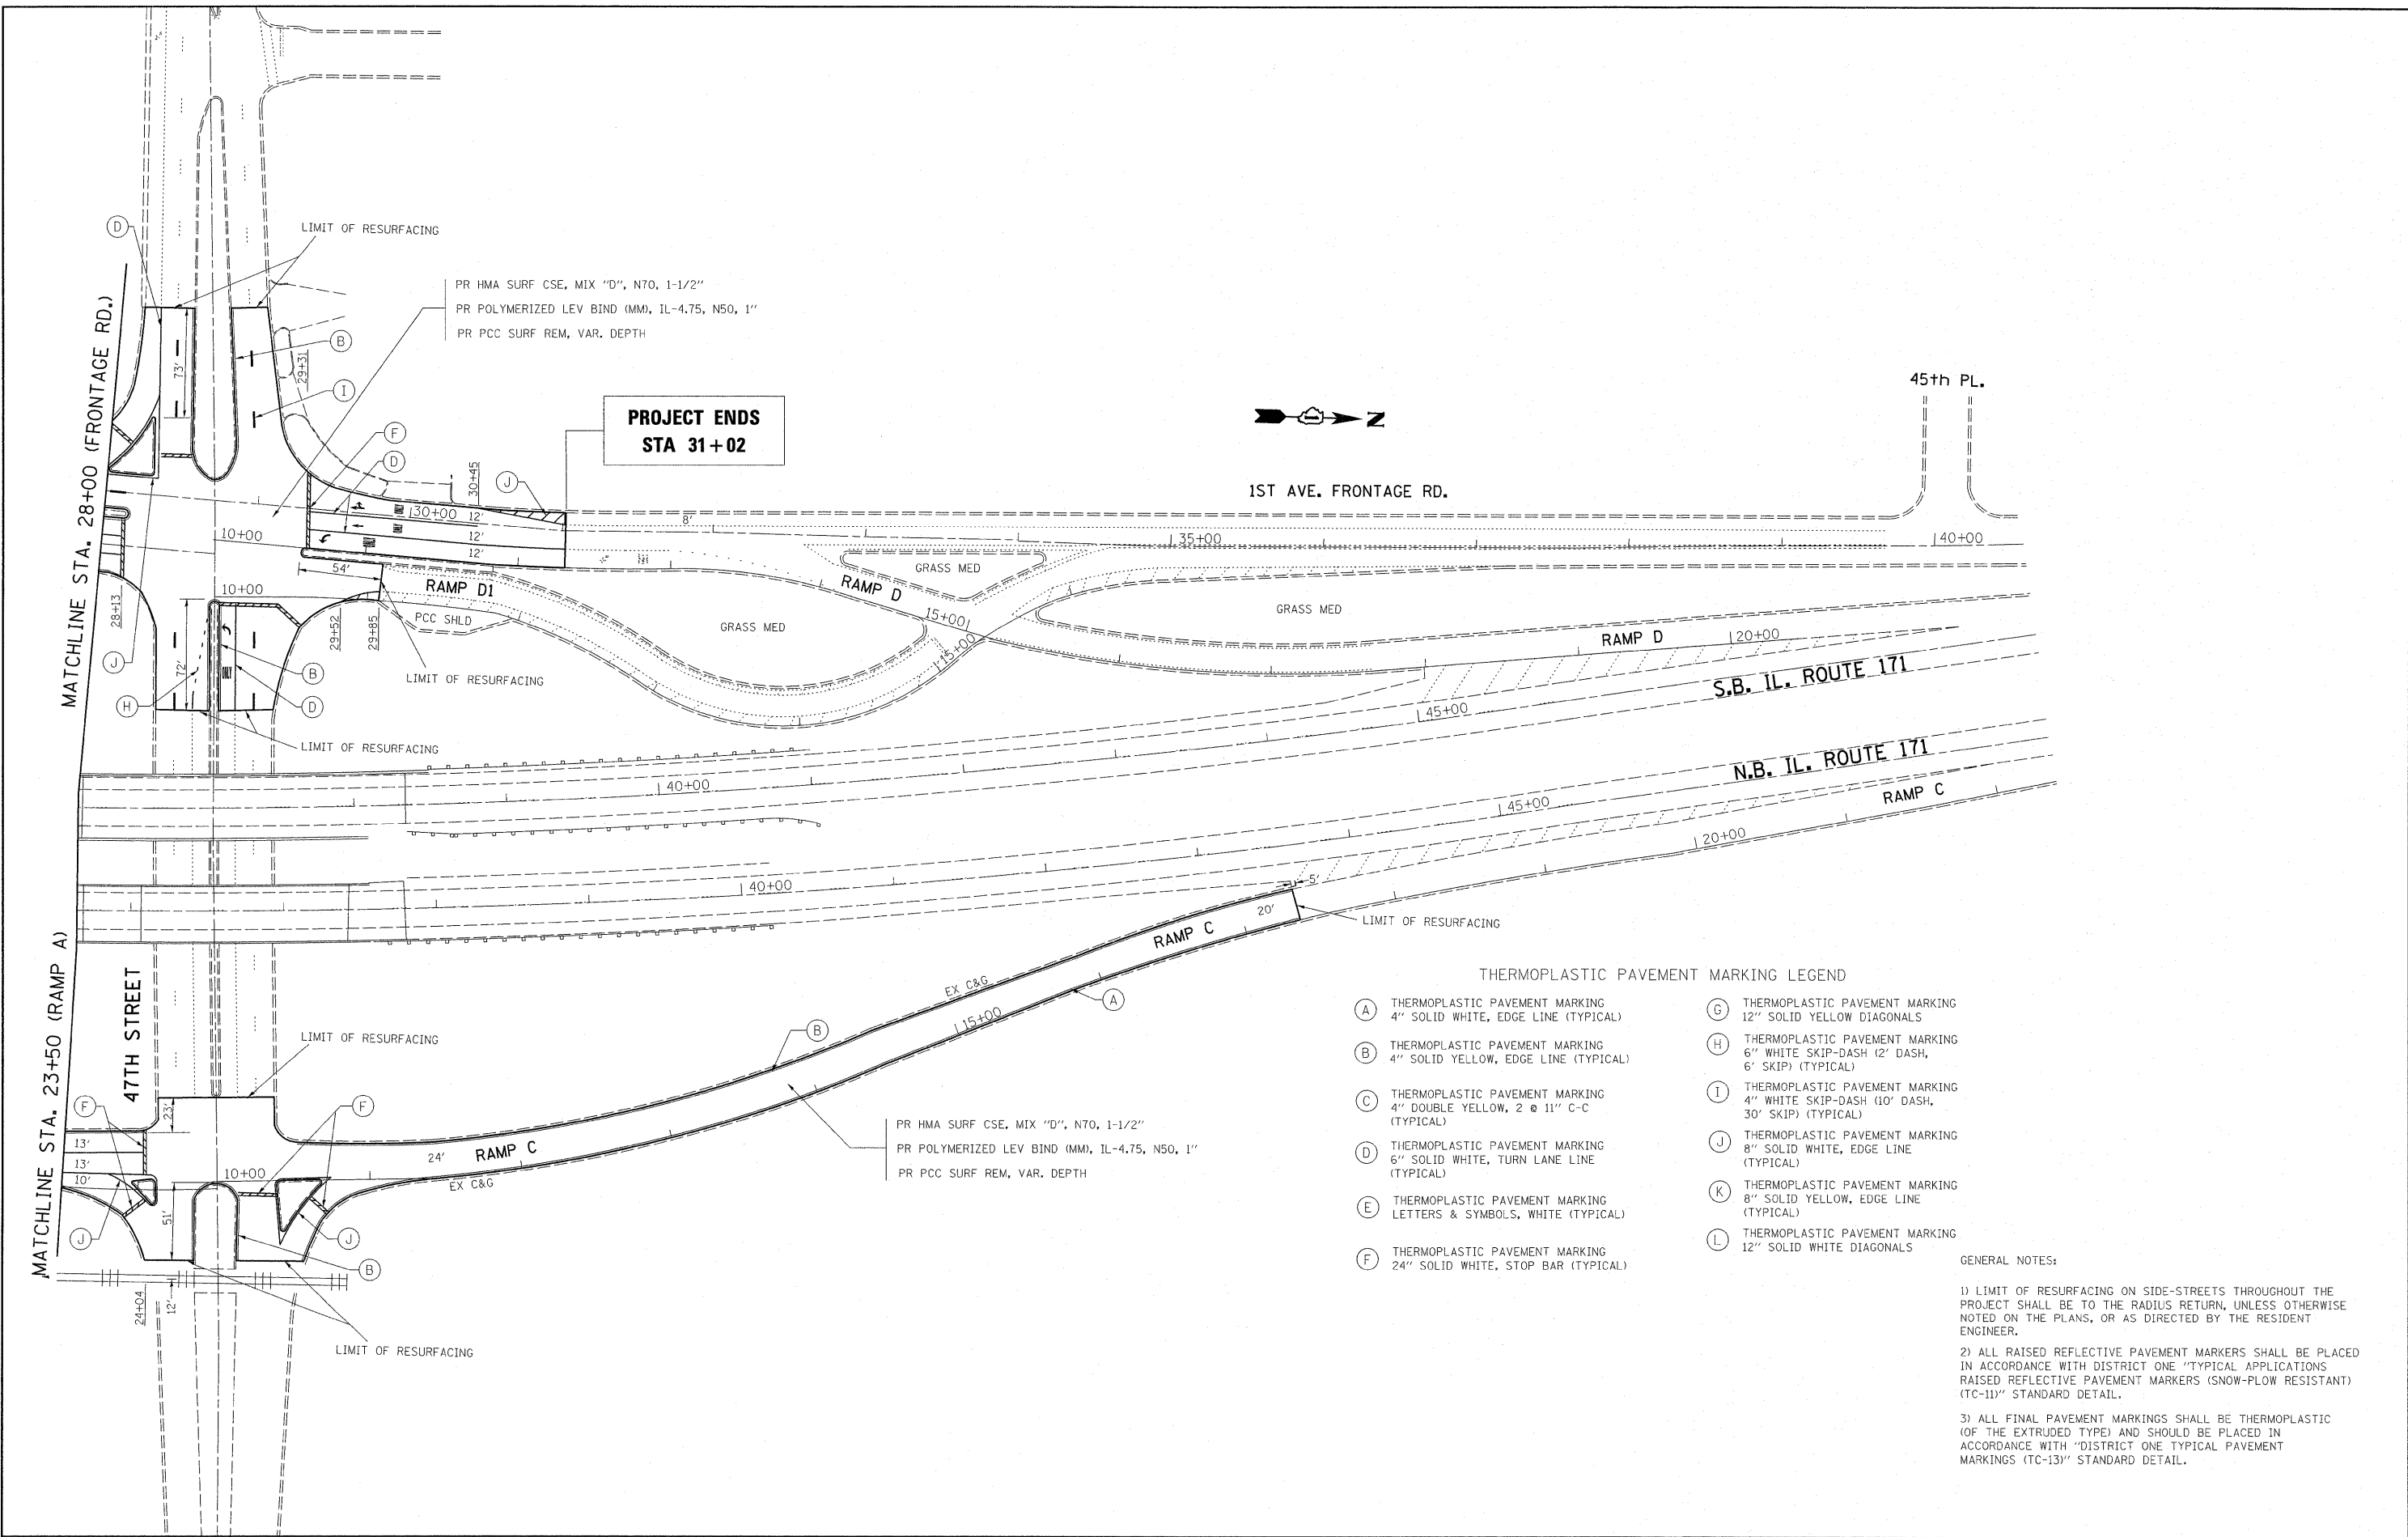 LIMIT OF RESURFACING
D
PR HMA SURF CSE, MIX "D", N70, 1-1/2"
PR POLYMERIZED LEV BIND (MM), IL-4.75, N50, 1"
PR PCC SURF REM, VAR. DEPTH
B
29+31
73'
I
MATCHLINE STA. 28+00 (FRONTAGE RD.)
PROJECT ENDS
STA 31+02
F
D
30+45
J
N
45th PL.
1ST AVE. FRONTAGE RD.
30+00
12'
12'
12'
8'
10+00
35+00
40+00
54'
GRASS MED
RAMP D1
RAMP D
10+00
PCC SHLD
15+00
15+00
GRASS MED
GRASS MED
28+13
29+52
29+85
J
72'
ONLY
B
D
H
LIMIT OF RESURFACING
LIMIT OF RESURFACING
RAMP D
20+00
S.B. IL. ROUTE 171
45+00
40+00
N.B. IL. ROUTE 171
45+00
RAMP C
20+00
40+00
5'
20'
LIMIT OF RESURFACING
RAMP C
EX C&G
A
15+00
B
MATCHLINE STA. 23+50 (RAMP A)
47TH STREET
LIMIT OF RESURFACING
F
23'
F
13'
13'
10'
24'
RAMP C
10+00
EX C&G
51'
J
J
B
24+04
12'
LIMIT OF RESURFACING
PR HMA SURF CSE, MIX "D", N70, 1-1/2"
PR POLYMERIZED LEV BIND (MM), IL-4.75, N50, 1"
PR PCC SURF REM, VAR. DEPTH
THERMOPLASTIC PAVEMENT MARKING LEGEND
A THERMOPLASTIC PAVEMENT MARKING
4" SOLID WHITE, EDGE LINE (TYPICAL)
B THERMOPLASTIC PAVEMENT MARKING
4" SOLID YELLOW, EDGE LINE (TYPICAL)
C THERMOPLASTIC PAVEMENT MARKING
4" DOUBLE YELLOW, 2 @ 11" C-C
(TYPICAL)
D THERMOPLASTIC PAVEMENT MARKING
6" SOLID WHITE, TURN LANE LINE
(TYPICAL)
E THERMOPLASTIC PAVEMENT MARKING
LETTERS & SYMBOLS, WHITE (TYPICAL)
F THERMOPLASTIC PAVEMENT MARKING
24" SOLID WHITE, STOP BAR (TYPICAL)
G THERMOPLASTIC PAVEMENT MARKING
12" SOLID YELLOW DIAGONALS
H THERMOPLASTIC PAVEMENT MARKING
6" WHITE SKIP-DASH (2' DASH,
6' SKIP) (TYPICAL)
I THERMOPLASTIC PAVEMENT MARKING
4" WHITE SKIP-DASH (10' DASH,
30' SKIP) (TYPICAL)
J THERMOPLASTIC PAVEMENT MARKING
8" SOLID WHITE, EDGE LINE
(TYPICAL)
K THERMOPLASTIC PAVEMENT MARKING
8" SOLID YELLOW, EDGE LINE
(TYPICAL)
L THERMOPLASTIC PAVEMENT MARKING
12" SOLID WHITE DIAGONALS
GENERAL NOTES:
1) LIMIT OF RESURFACING ON SIDE-STREETS THROUGHOUT THE
PROJECT SHALL BE TO THE RADIUS RETURN, UNLESS OTHERWISE
NOTED ON THE PLANS, OR AS DIRECTED BY THE RESIDENT
ENGINEER.
2) ALL RAISED REFLECTIVE PAVEMENT MARKERS SHALL BE PLACED
IN ACCORDANCE WITH DISTRICT ONE "TYPICAL APPLICATIONS
RAISED REFLECTIVE PAVEMENT MARKERS (SNOW-PLOW RESISTANT)
(TC-11)" STANDARD DETAIL.
3) ALL FINAL PAVEMENT MARKINGS SHALL BE THERMOPLASTIC
(OF THE EXTRUDED TYPE) AND SHOULD BE PLACED IN
ACCORDANCE WITH "DISTRICT ONE TYPICAL PAVEMENT
MARKINGS (TC-13)" STANDARD DETAIL.